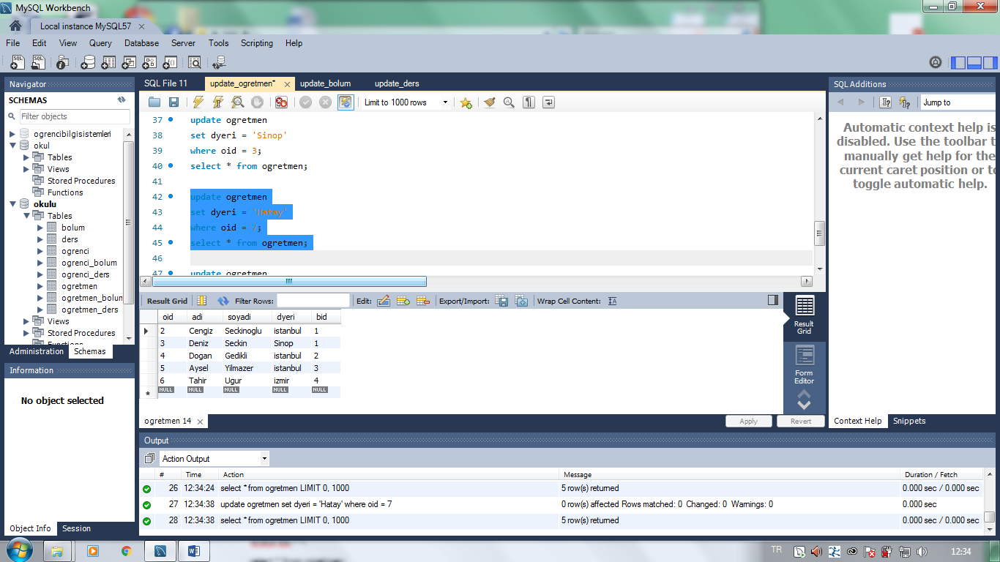 MySQL Workbench
Local instance MySQL57
File Edit View Query Database Server Tools Scripting Help
Navigator
SCHEMAS
Filter objects
ogrencibilgisistemleri
okul
Tables
Views
Stored Procedures
Functions
okulu
Tables
bolum
ders
ogrenci
ogrenci_bolum
ogrenci_ders
ogretmen
ogretmen_bolun
ogretmen_ders
Views
Stored Procedures
Functions
Administration Schemas
Information
No object selected
Object Info Session
SQL File 11 update_ogretmen* update_bolum update_ders
Limit to 1000 rows
37 update ogretmen
38 set dyeri = 'Sinop'
39 where oid = 3;
40 select * from ogretmen;
41
42 update ogretmen
43 set dyeri = 'Hatay'
44 where oid = 7;
45 select * from ogretmen;
46
47 update ogretmen
Result Grid Filter Rows: Edit: Export/Import: Wrap Cell Content:
oid adi soyadi dyeri bid
2 Cengiz Seckinoglu istanbul 1
3 Deniz Seckin Sinop 1
4 Dogan Gedikli istanbul 2
5 Aysel Yilmazer istanbul 3
6 Tahir Ugur izmir 4
NULL NULL NULL NULL NULL
Result
Grid
Form
Editor
ogretmen 14
Apply Revert
SQL Additions
Jump to
Automatic context help is
disabled. Use the toolbar t
manually get help for the
current caret position or to
toggle automatic help.
Context Help Snippets
Output
Action Output
# Time Action Message Duration / Fetch
26 12:34:24 select * from ogretmen LIMIT 0, 1000 5 row(s) returned 0.000 sec / 0.000 sec
27 12:34:38 update ogretmen set dyeri = 'Hatay' where oid = 7 0 row(s) affected Rows matched: 0 Changed: 0 Warnings: 0 0.000 sec
28 12:34:38 select * from ogretmen LIMIT 0, 1000 5 row(s) returned 0.000 sec / 0.000 sec
TR
12:34